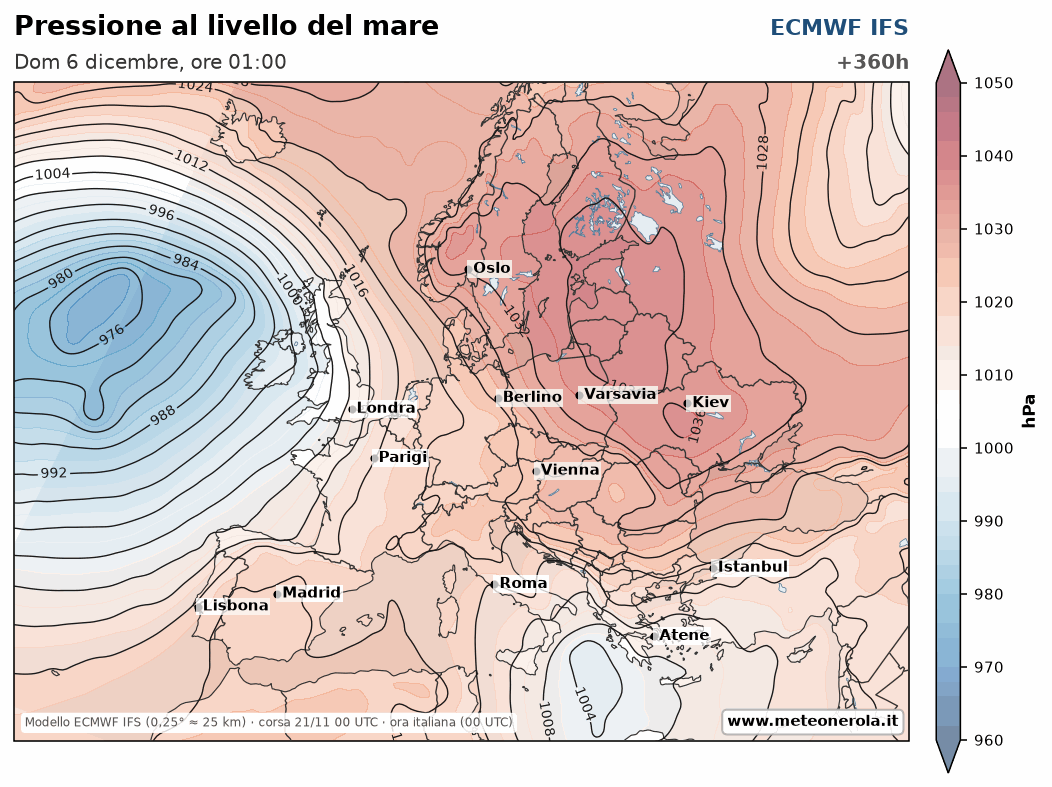 Pressione al livello del mare
ECMWF IFS
Dom 6 dicembre, ore 01:00
+360h
1024
1012
1004
996
984
980
976
988
992
1000
1016
1028
1036
1004
1008
Oslo
Londra
Berlino
Varsavia
Kiev
Parigi
Vienna
Roma
Istanbul
Madrid
Lisbona
Atene
Modello ECMWF IFS (0,25° ≈ 25 km) · corsa 21/11 00 UTC · ora italiana (00 UTC)
www.meteonerola.it
1050
1040
1030
1020
1010
1000
990
980
970
960
hPa